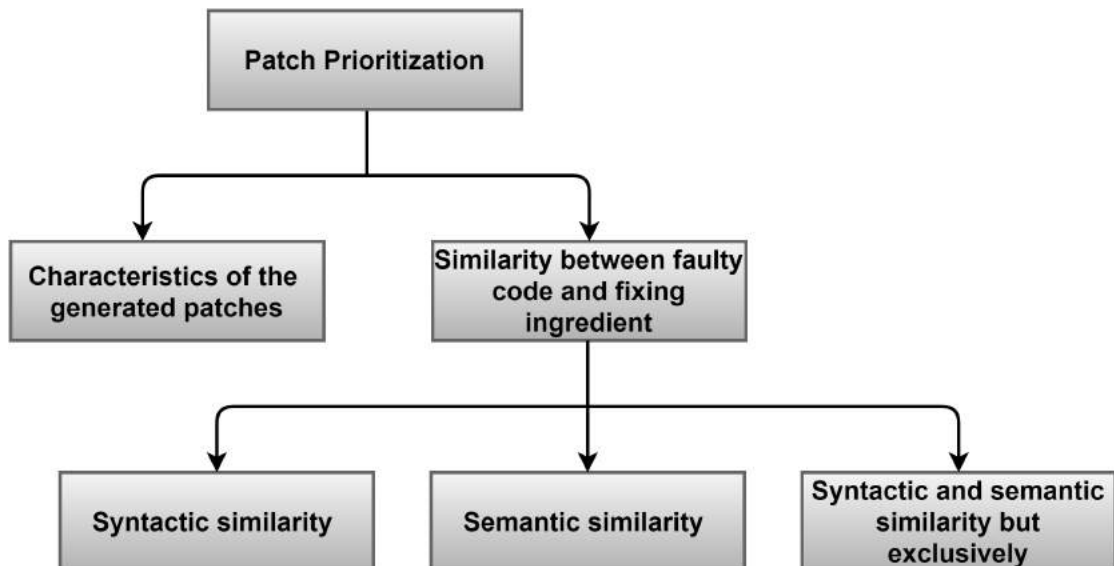 Patch Prioritization
Characteristics of the
generated patches
Similarity between faulty
code and fixing
ingredient
Syntactic similarity
Semantic similarity
Syntactic and semantic
similarity but
exclusively